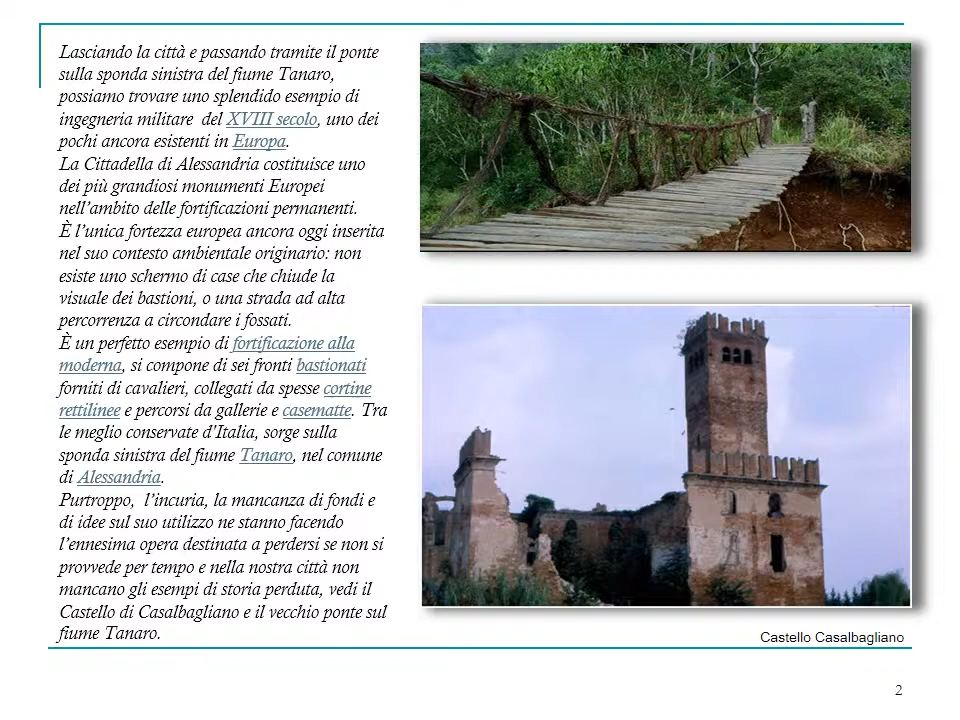 Lasciando la città e passando tramite il ponte
sulla sponda sinistra del fiume Tanaro,
possiamo trovare uno splendido esempio di
ingegneria militare  del XVIII secolo, uno dei
pochi ancora esistenti in Europa.
La Cittadella di Alessandria costituisce uno
dei più grandiosi monumenti Europei
nell’ambito delle fortificazioni permanenti.
È l’unica fortezza europea ancora oggi inserita
nel suo contesto ambientale originario: non
esiste uno schermo di case che chiude la
visuale dei bastioni, o una strada ad alta
percorrenza a circondare i fossati.
È un perfetto esempio di fortificazione alla
moderna, si compone di sei fronti bastionati
forniti di cavalieri, collegati da spesse cortine
rettilinee e percorsi da gallerie e casematte. Tra
le meglio conservate d'Italia, sorge sulla
sponda sinistra del fiume Tanaro, nel comune
di Alessandria.
Purtroppo,  l’incuria, la mancanza di fondi e
di idee sul suo utilizzo ne stanno facendo
l’ennesima opera destinata a perdersi se non si
provvede per tempo e nella nostra città non
mancano gli esempi di storia perduta, vedi il
Castello di Casalbagliano e il vecchio ponte sul
fiume Tanaro.
Castello Casalbagliano
2